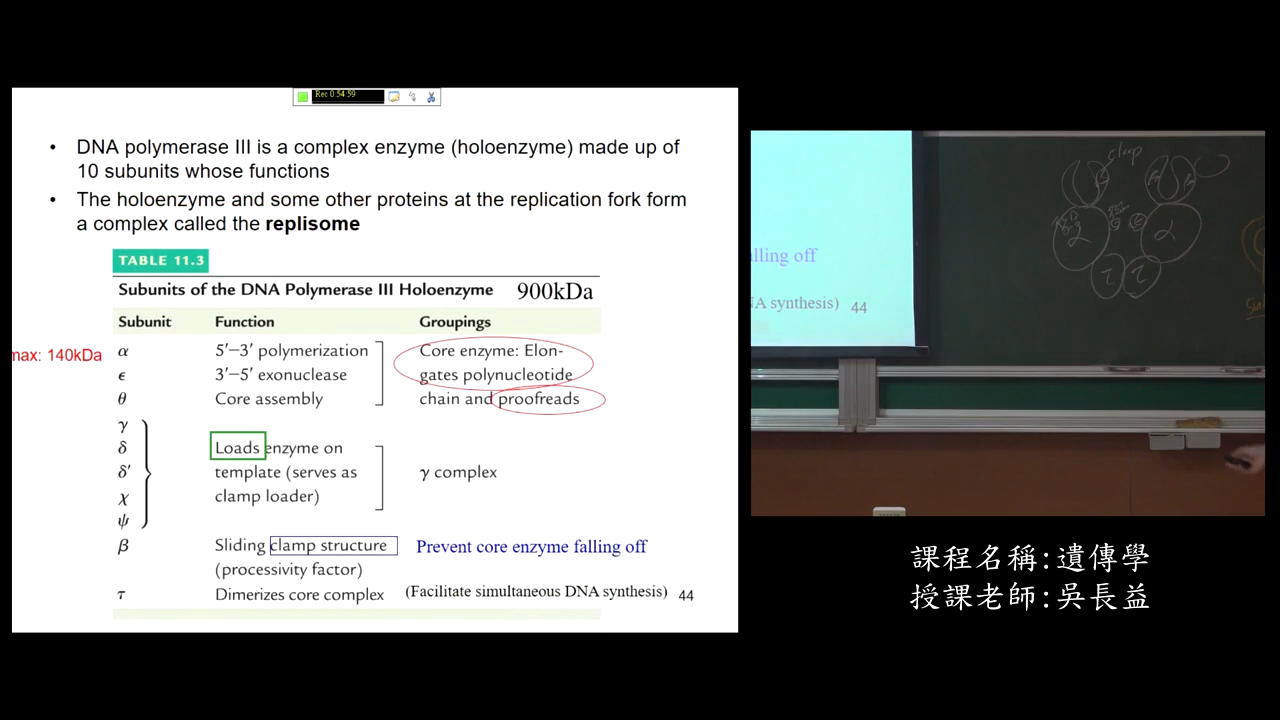 Rec 0:54:59
• DNA polymerase III is a complex enzyme (holoenzyme) made up of
10 subunits whose functions
• The holoenzyme and some other proteins at the replication fork form
a complex called the replisome
TABLE 11.3
Subunits of the DNA Polymerase III Holoenzyme 900kDa
Subunit Function Groupings
max: 140kDa α 5′–3′ polymerization Core enzyme: Elon-
ϵ 3′–5′ exonuclease gates polynucleotide
θ Core assembly chain and proofreads
γ
δ Loads enzyme on
δ′ template (serves as γ complex
χ clamp loader)
ψ
β Sliding clamp structure Prevent core enzyme falling off
(processivity factor)
τ Dimerizes core complex (Facilitate simultaneous DNA synthesis) 44
clamp
α α
τ τ
alling off
NA synthesis) 44
課程名稱:遺傳學
授課老師:吳長益